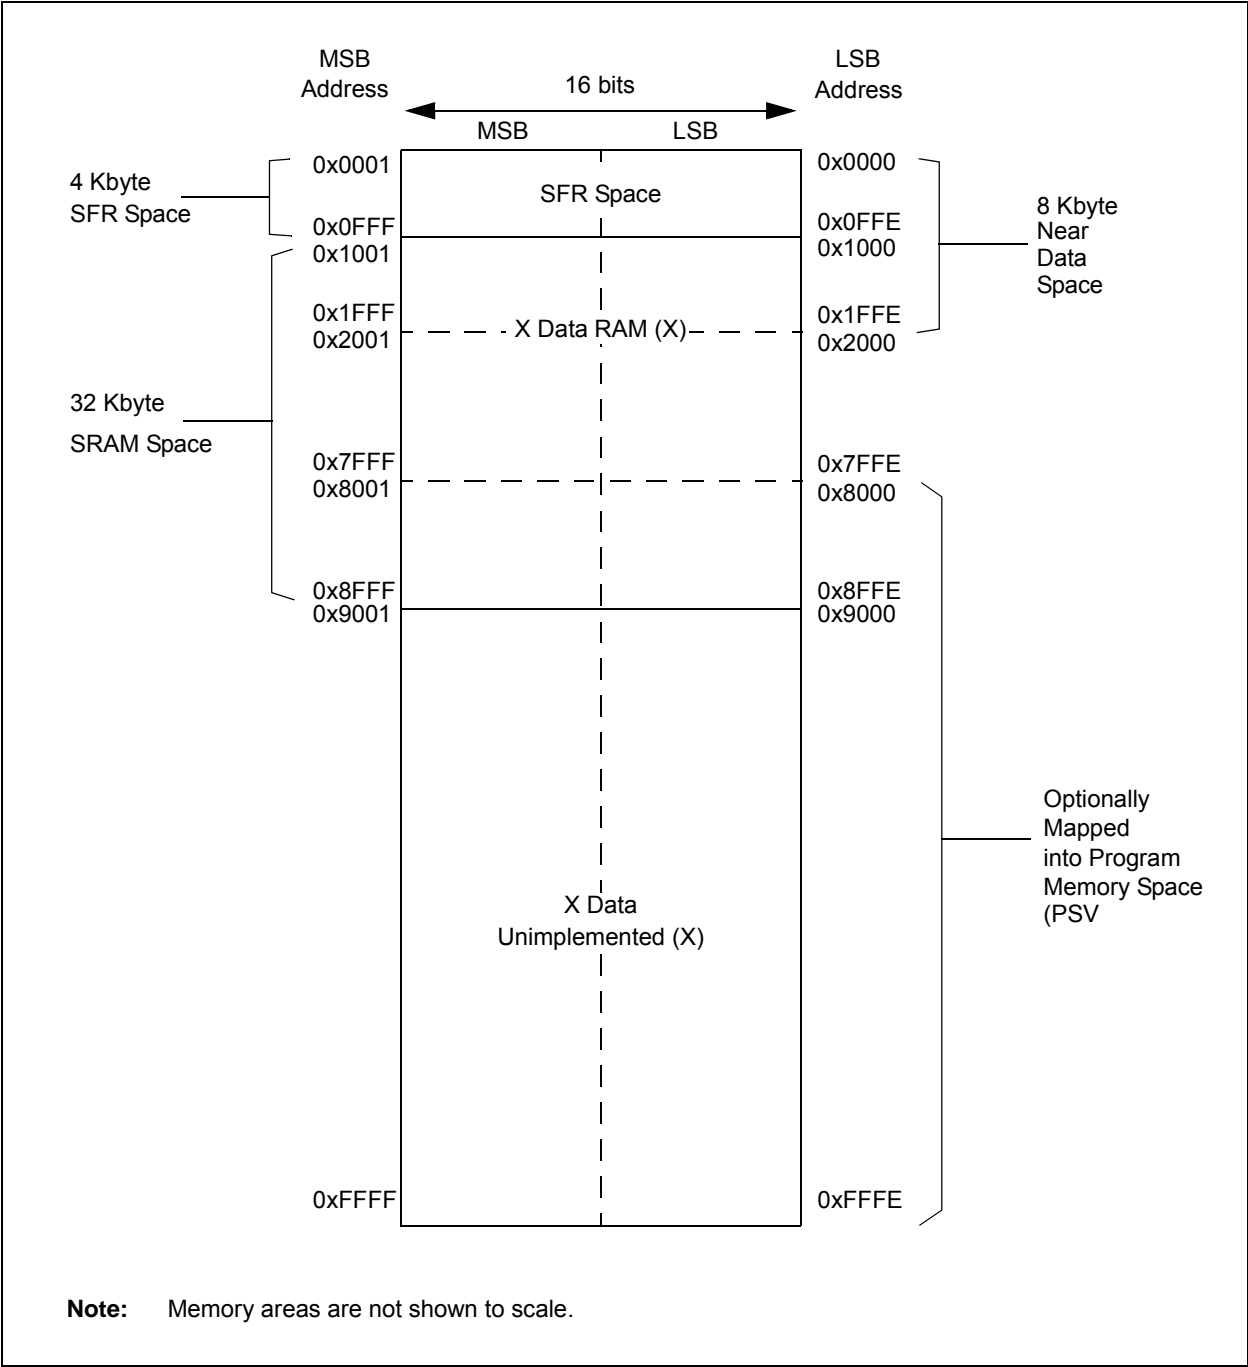 MSB
Address
LSB
Address
16 bits
MSB
LSB
4 Kbyte
SFR Space
0x0001
0x0FFF
0x1001
0x1FFF
0x2001
32 Kbyte
SRAM Space
0x7FFF
0x8001
0x8FFF
0x9001
0xFFFF
SFR Space
X Data RAM (X)
X Data
Unimplemented (X)
0x0000
0x0FFE
0x1000
0x1FFE
0x2000
0x7FFE
0x8000
0x8FFE
0x9000
0xFFFE
8 Kbyte
Near
Data
Space
Optionally
Mapped
into Program
Memory Space
(PSV
Note: Memory areas are not shown to scale.